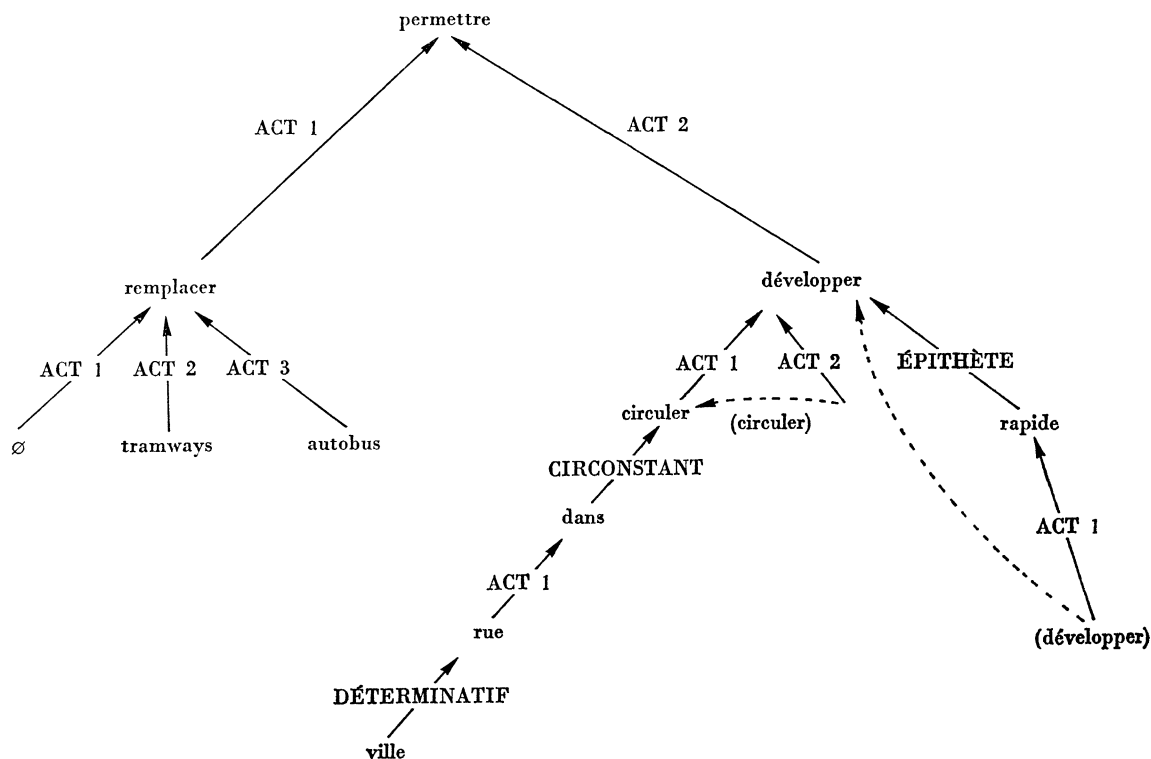 permettre
ACT 1
ACT 2
remplacer
développer
ACT 1
ACT 2
ACT 3
ACT 1
ACT 2
ÉPITHÈTE
∅
tramways
autobus
circuler
(circuler)
rapide
CIRCONSTANT
dans
ACT 1
ACT 1
rue
(développer)
DÉTERMINATIF
ville